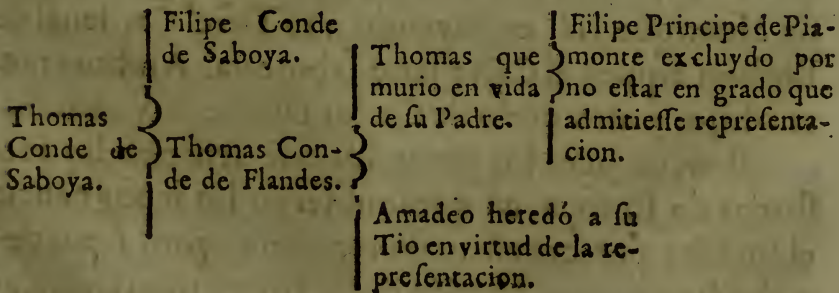 Thomas
Conde de
Saboya.
Filipe Conde
de Saboya.
Thomas Con-
de de Flandes.
Thomas que
murio en vida
de ſu Padre.
Amadeo heredó a ſu
Tio en virtud de la re-
preſentacion.
Filipe Principe de Pia-
monte excluydo por
no eſtar en grado que
admitieſſe repreſenta-
cion.